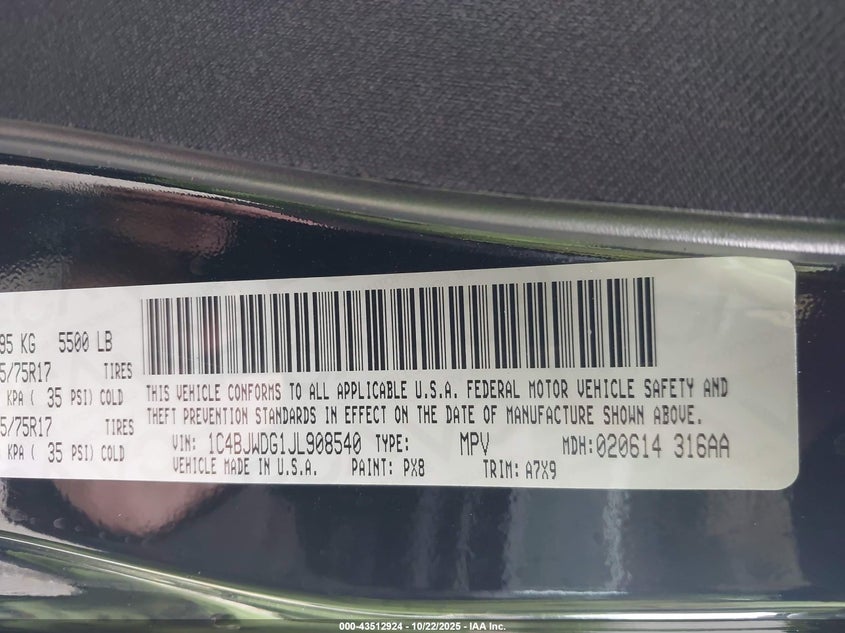 95 KG 5500 LB
5/75R17 TIRES
KPA ( 35 PSI) COLD
5/75R17 TIRES
KPA ( 35 PSI) COLD
THIS VEHICLE CONFORMS TO ALL APPLICABLE U.S.A. FEDERAL MOTOR VEHICLE SAFETY AND
THEFT PREVENTION STANDARDS IN EFFECT ON THE DATE OF MANUFACTURE SHOWN ABOVE.
VIN: 1C4BJWDG1JL908540 TYPE: MPV MDH:020614 316AA
VEHICLE MADE IN U.S.A. PAINT: PX8 TRIM: A7X9
000-43512924 - 10/22/2025 - IAA Inc.